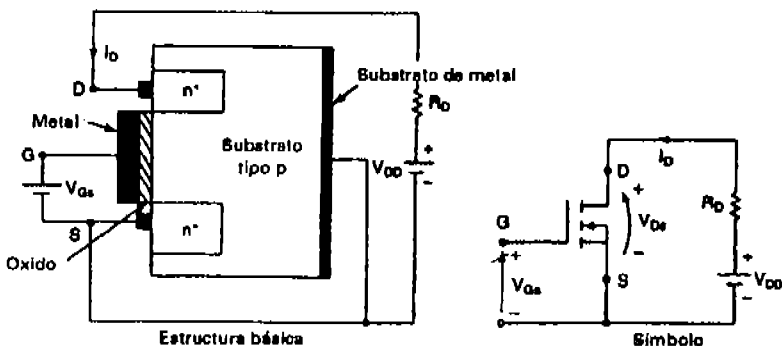 I_D
D
n⁺
Substrato de metal
R_D
Metal
G
Substrato
tipo p
V_DD
+
-
V_Gs
S
n⁺
Oxido
Estructura básica
I_D
D
+
R_D
V_Ds
G
-
+
S
+
V_Gs
V_DD
-
-
Símbolo